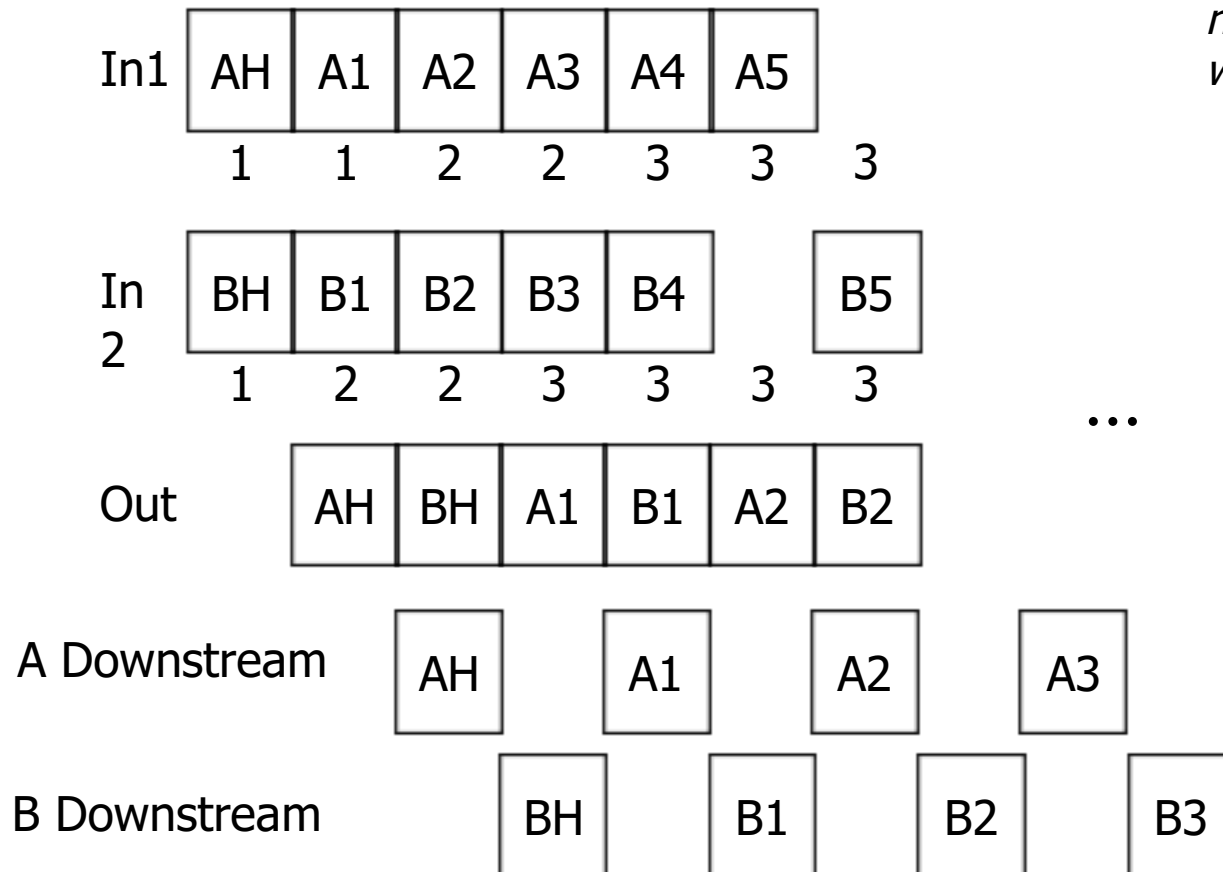 In1 AH A1 A2 A3 A4 A5
1 1 2 2 3 3 3
In
2 BH B1 B2 B3 B4 B5
1 2 2 3 3 3 3
...
Out AH BH A1 B1 A2 B2
A Downstream AH A1 A2 A3
B Downstream BH B1 B2 B3